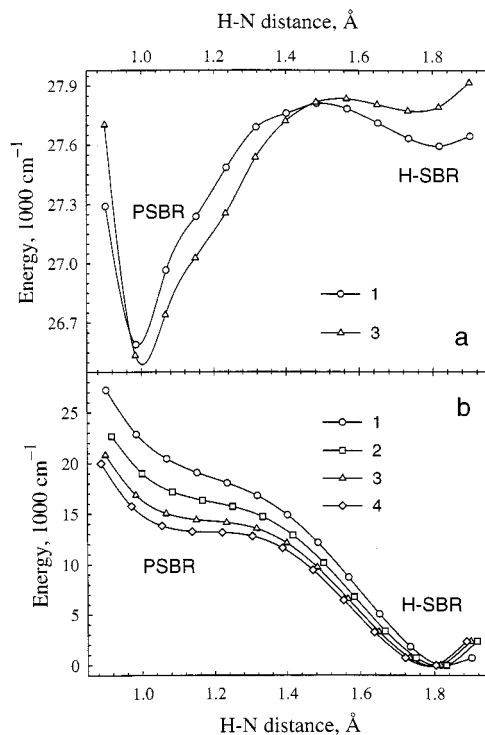 H-N distance, Å
1.0 1.2 1.4 1.6 1.8
27.9
27.6
27.3
27.0
26.7
Energy, 1000 cm⁻¹
PSBR
H-SBR
1
3
a
b
25
20
15
10
5
0
Energy, 1000 cm⁻¹
1
2
3
4
PSBR
H-SBR
1.0 1.2 1.4 1.6 1.8
H-N distance, Å